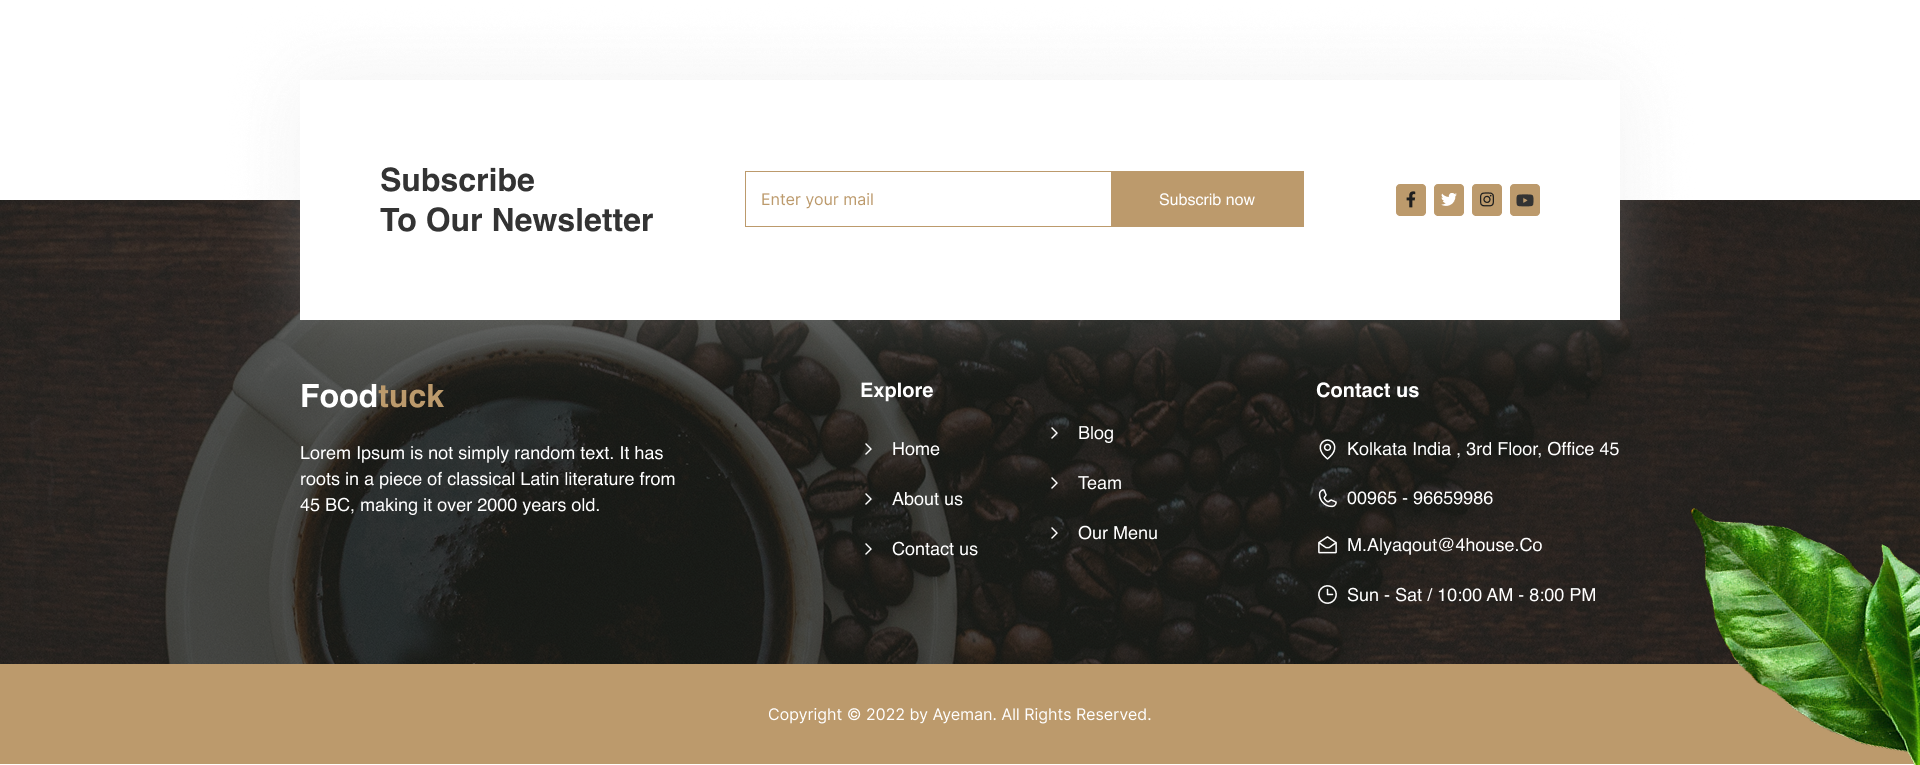 Subscribe
To Our Newsletter
Enter your mail
Subscrib now
Foodtuck
Lorem Ipsum is not simply random text. It has
roots in a piece of classical Latin literature from
45 BC, making it over 2000 years old.
Explore
Home
About us
Contact us
Blog
Team
Our Menu
Contact us
Kolkata India , 3rd Floor, Office 45
00965 - 96659986
M.Alyaqout@4house.Co
Sun - Sat / 10:00 AM - 8:00 PM
Copyright © 2022 by Ayeman. All Rights Reserved.